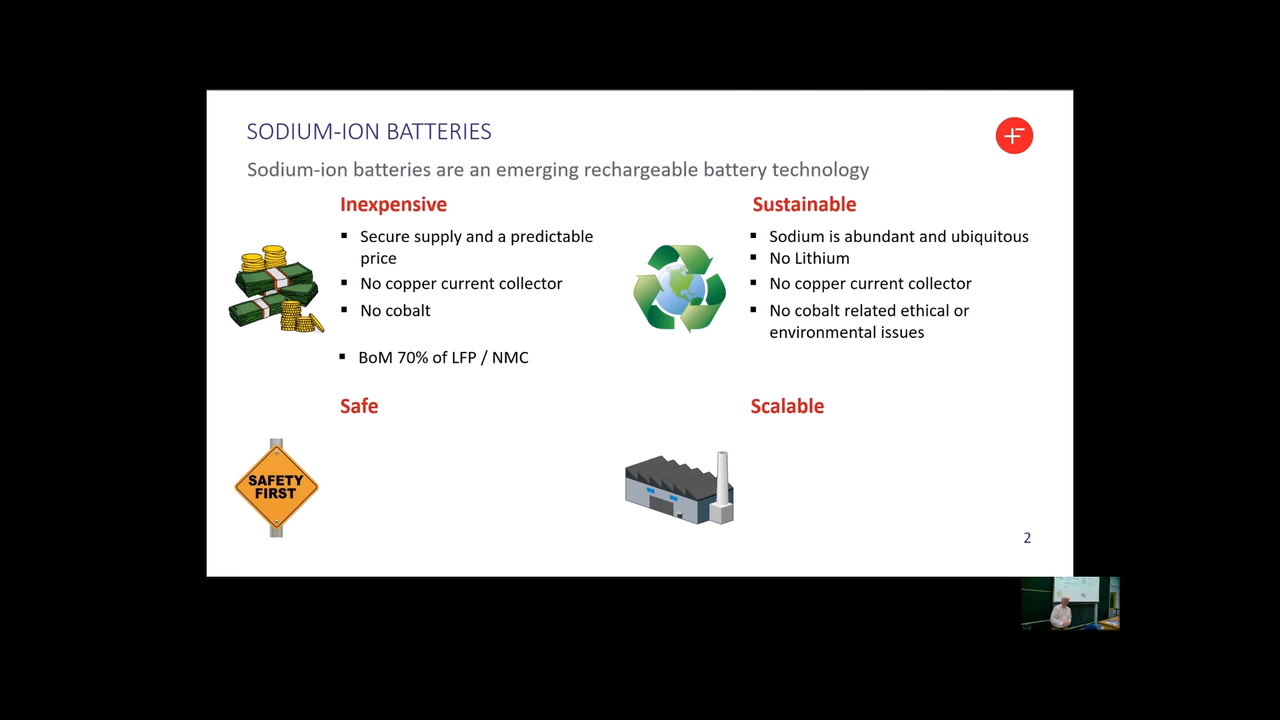 SODIUM-ION BATTERIES
Sodium-ion batteries are an emerging rechargeable battery technology
Inexpensive
▪ Secure supply and a predictable
price
▪ No copper current collector
▪ No cobalt
▪ BoM 70% of LFP / NMC
Sustainable
▪ Sodium is abundant and ubiquitous
▪ No Lithium
▪ No copper current collector
▪ No cobalt related ethical or
environmental issues
Safe
SAFETY
FIRST
Scalable
2